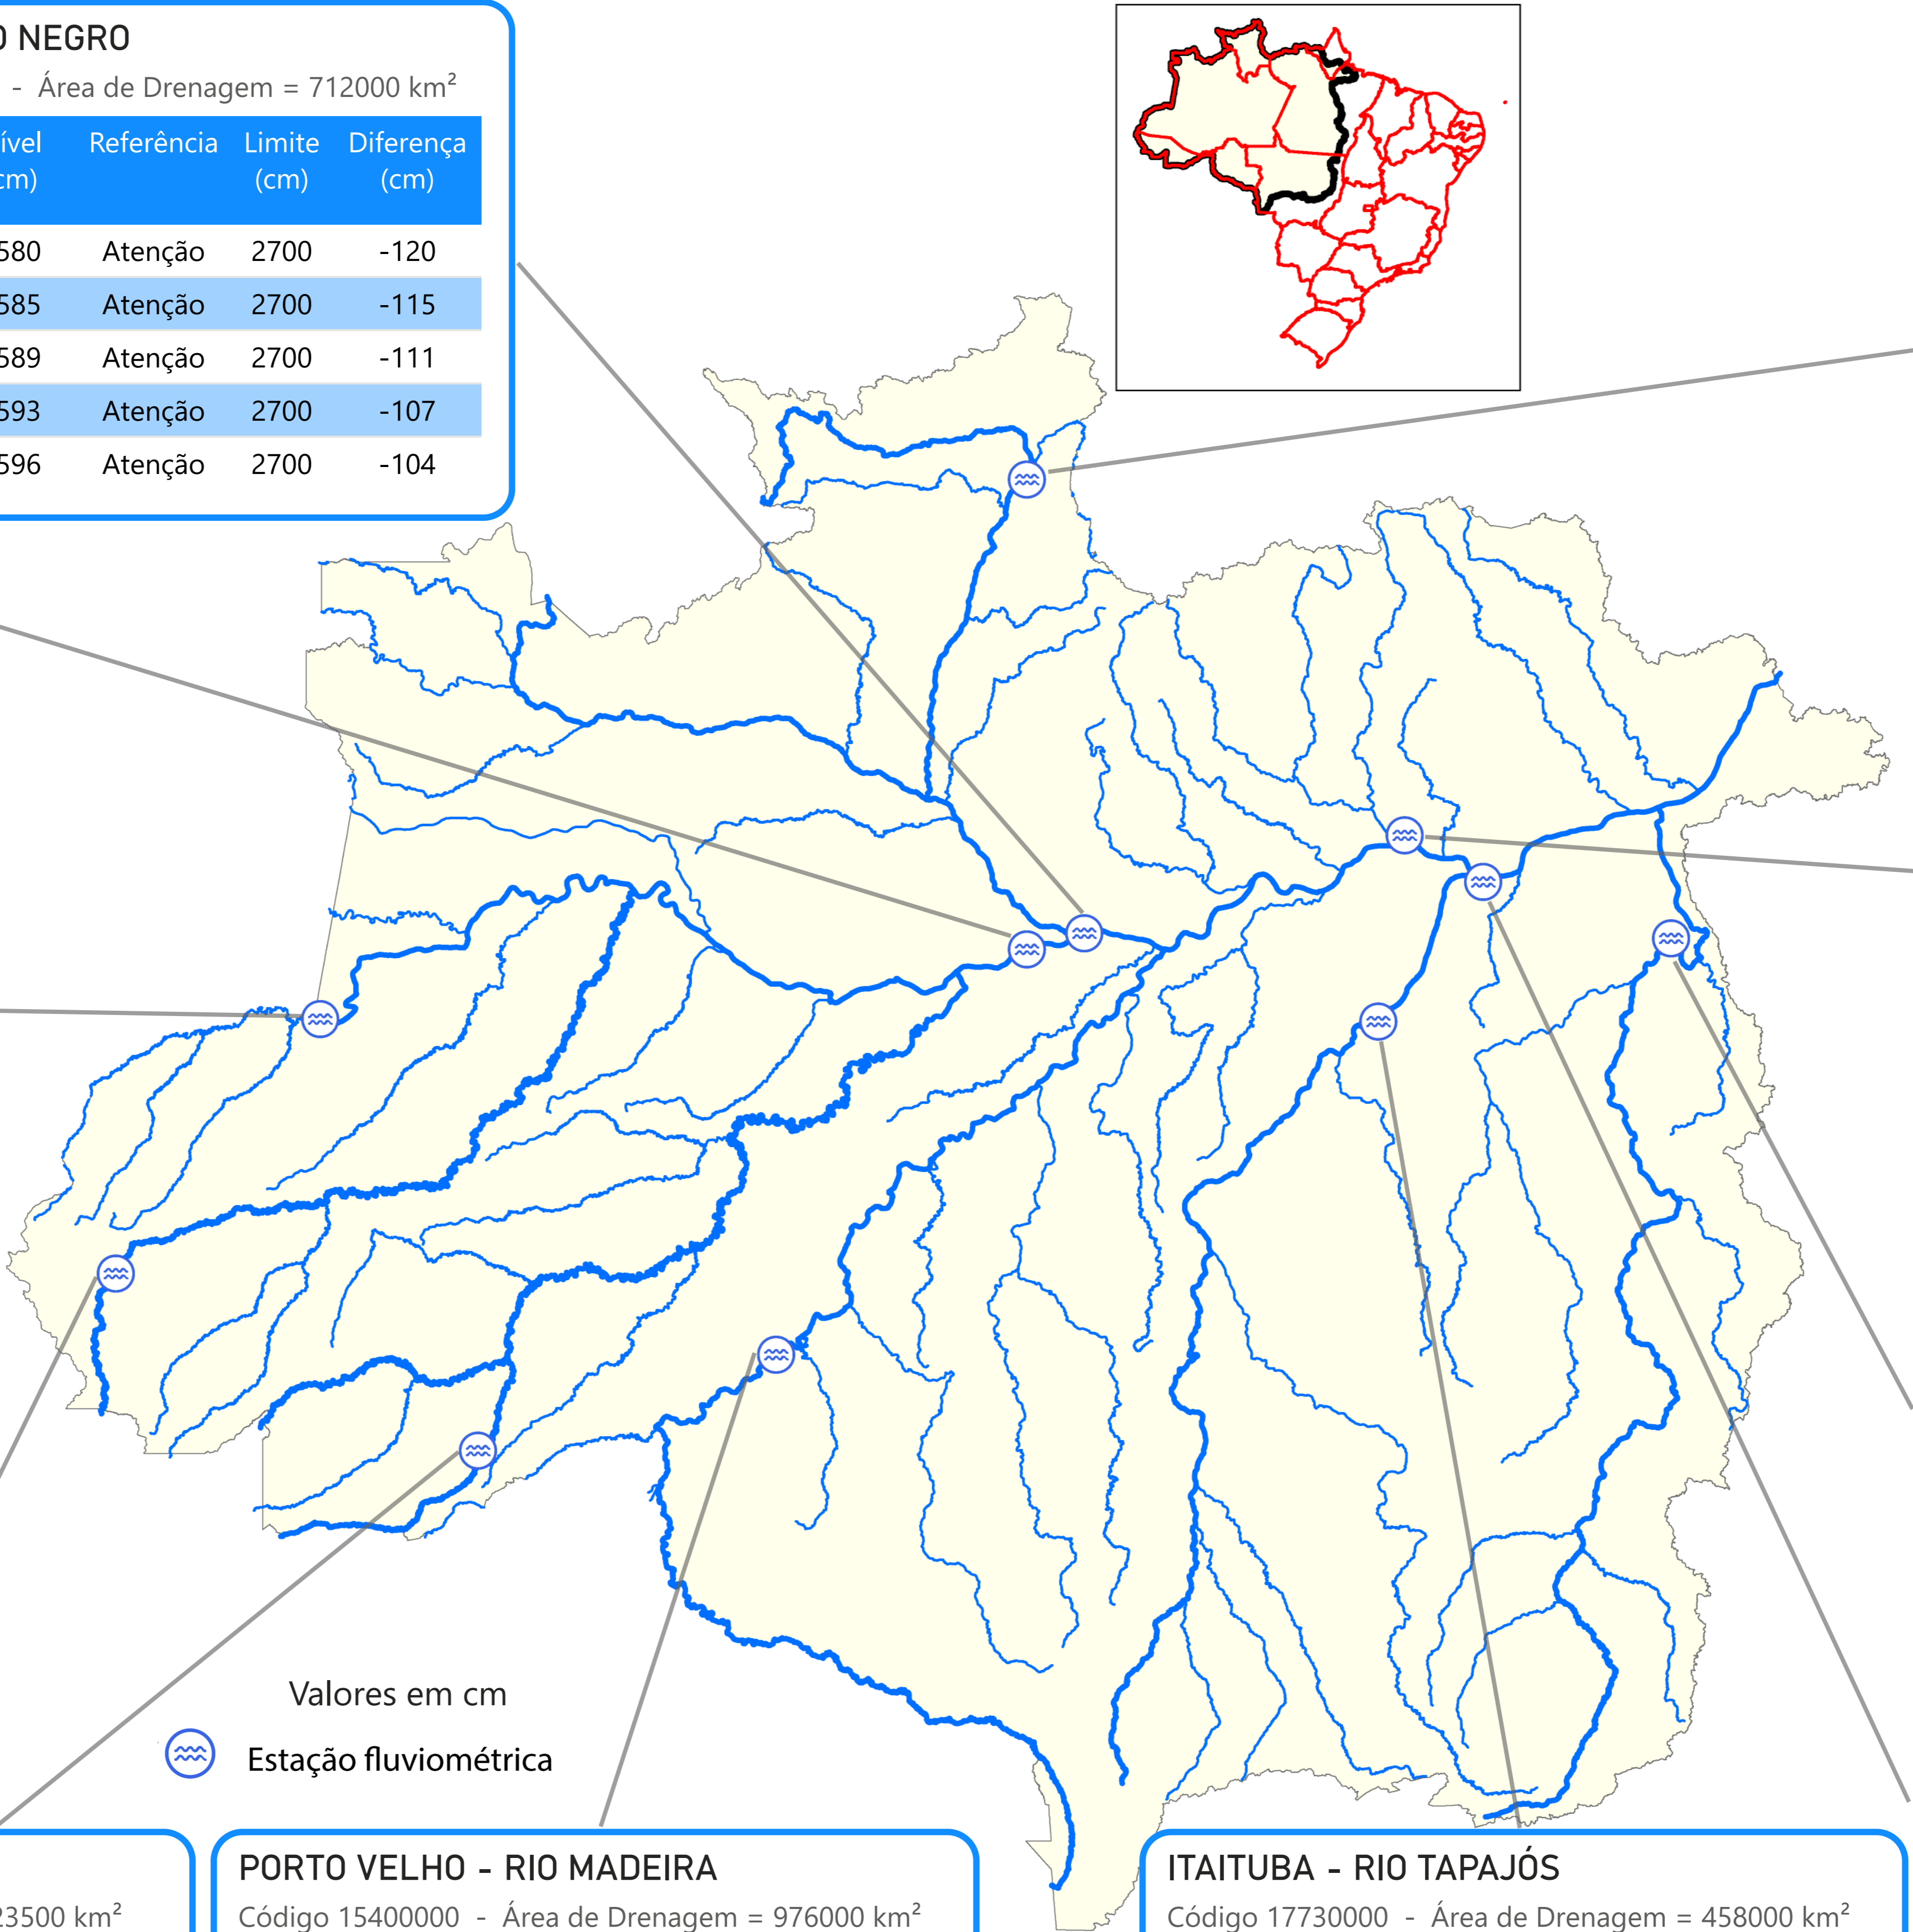 NEGRO
- Área de Drenagem = 712000 km²
Referência Limite Diferença
(cm) (cm)
Atenção 2700 -120
Atenção 2700 -115
Atenção 2700 -111
Atenção 2700 -107
Atenção 2700 -104
Valores em cm
Estação fluviométrica
23500 km²
PORTO VELHO - RIO MADEIRA
Código 15400000 - Área de Drenagem = 976000 km²
ITAITUBA - RIO TAPAJÓS
Código 17730000 - Área de Drenagem = 458000 km²